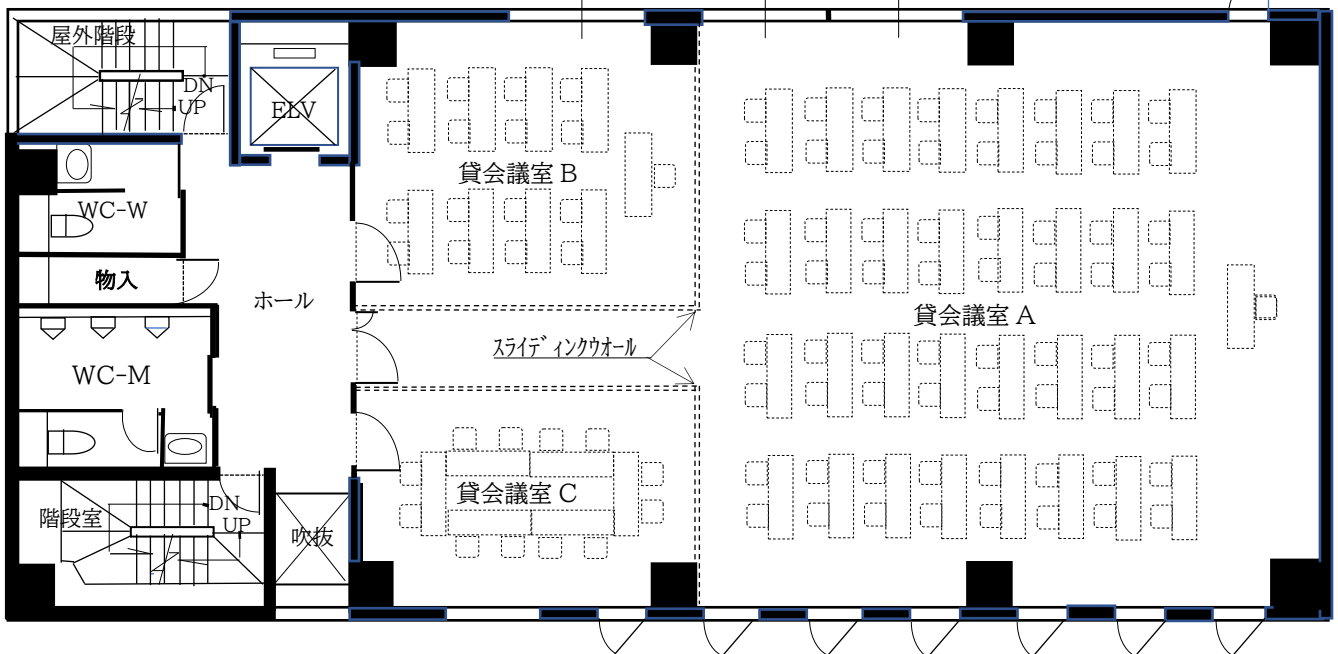 屋外階段
DN
UP
ELV
貸会議室 B
WC-W
物入
ホール
貸会議室 A
スライディンクウオール
WC-M
貸会議室 C
階段室
DN
UP
吹抜